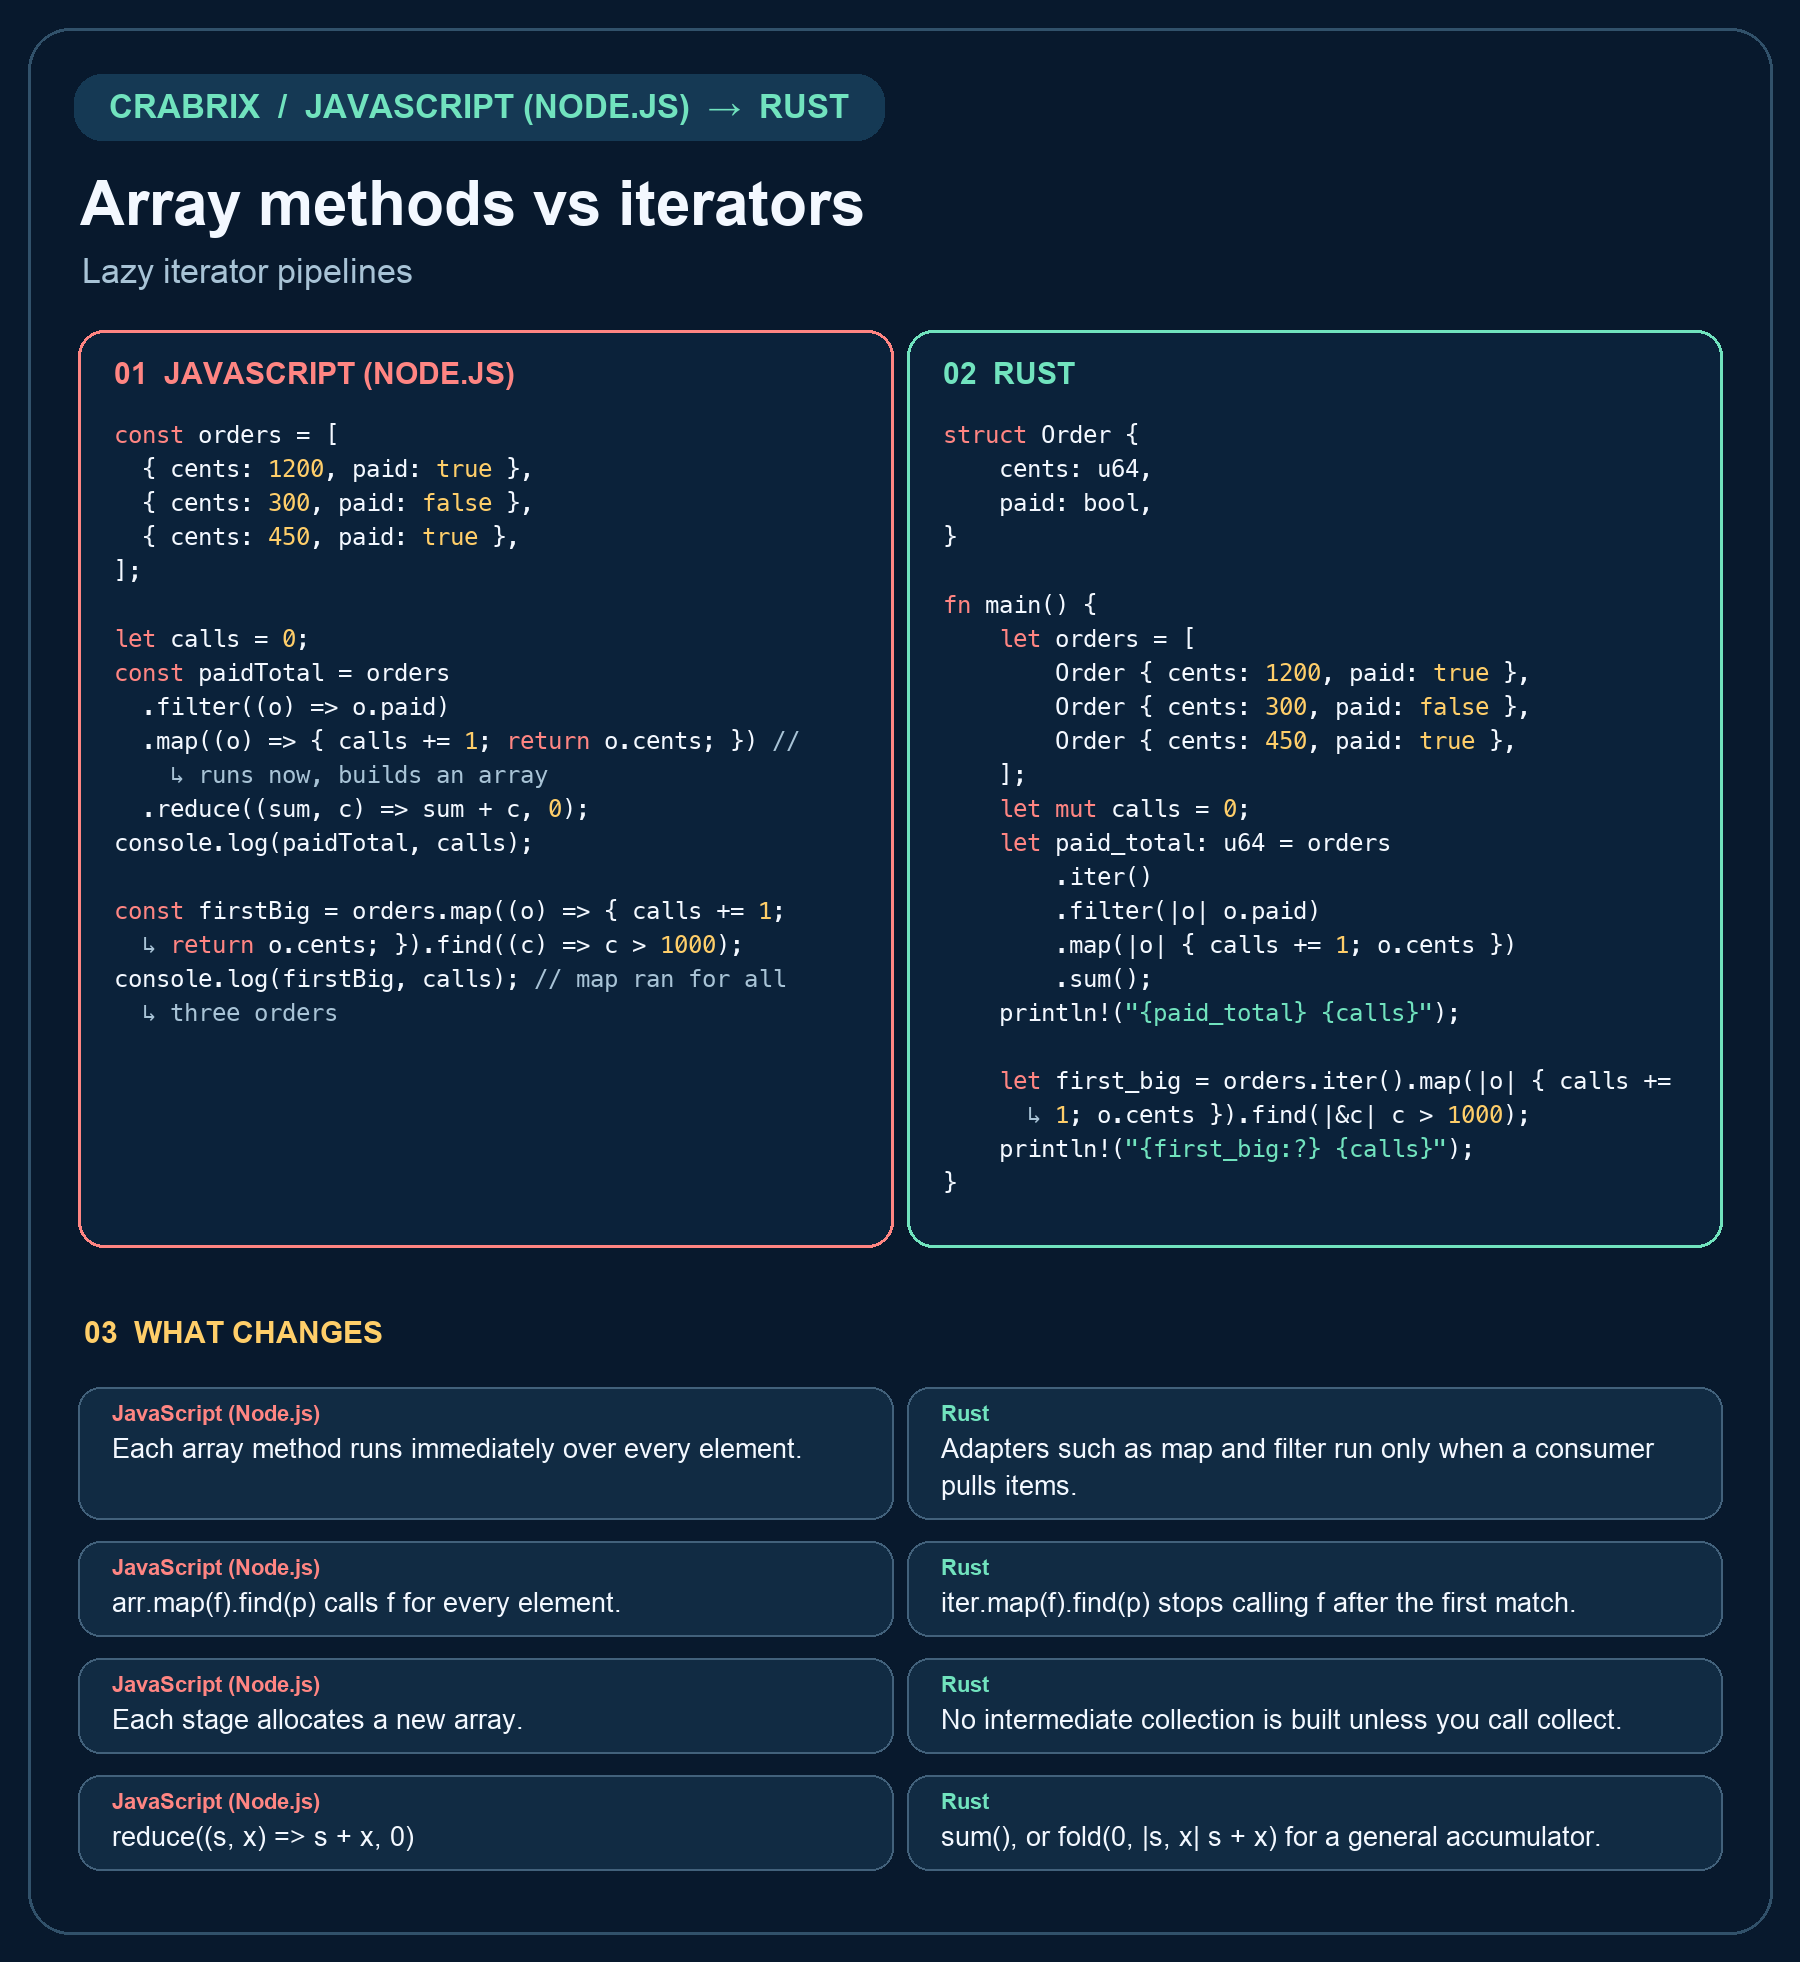 CRABRIX / JAVASCRIPT (NODE.JS) → RUST
Array methods vs iterators
Lazy iterator pipelines
01 JAVASCRIPT (NODE.JS)
const orders = [
  { cents: 1200, paid: true },
  { cents: 300, paid: false },
  { cents: 450, paid: true },
];

let calls = 0;
const paidTotal = orders
  .filter((o) => o.paid)
  .map((o) => { calls += 1; return o.cents; }) //
    ↳ runs now, builds an array
  .reduce((sum, c) => sum + c, 0);
console.log(paidTotal, calls);

const firstBig = orders.map((o) => { calls += 1;
  ↳ return o.cents; }).find((c) => c > 1000);
console.log(firstBig, calls); // map ran for all
  ↳ three orders
02 RUST
struct Order {
    cents: u64,
    paid: bool,
}

fn main() {
    let orders = [
        Order { cents: 1200, paid: true },
        Order { cents: 300, paid: false },
        Order { cents: 450, paid: true },
    ];
    let mut calls = 0;
    let paid_total: u64 = orders
        .iter()
        .filter(|o| o.paid)
        .map(|o| { calls += 1; o.cents })
        .sum();
    println!("{paid_total} {calls}");

    let first_big = orders.iter().map(|o| { calls +=
      ↳ 1; o.cents }).find(|&c| c > 1000);
    println!("{first_big:?} {calls}");
}
03 WHAT CHANGES
JavaScript (Node.js)
Each array method runs immediately over every element.
Rust
Adapters such as map and filter run only when a consumer
pulls items.
JavaScript (Node.js)
arr.map(f).find(p) calls f for every element.
Rust
iter.map(f).find(p) stops calling f after the first match.
JavaScript (Node.js)
Each stage allocates a new array.
Rust
No intermediate collection is built unless you call collect.
JavaScript (Node.js)
reduce((s, x) => s + x, 0)
Rust
sum(), or fold(0, |s, x| s + x) for a general accumulator.